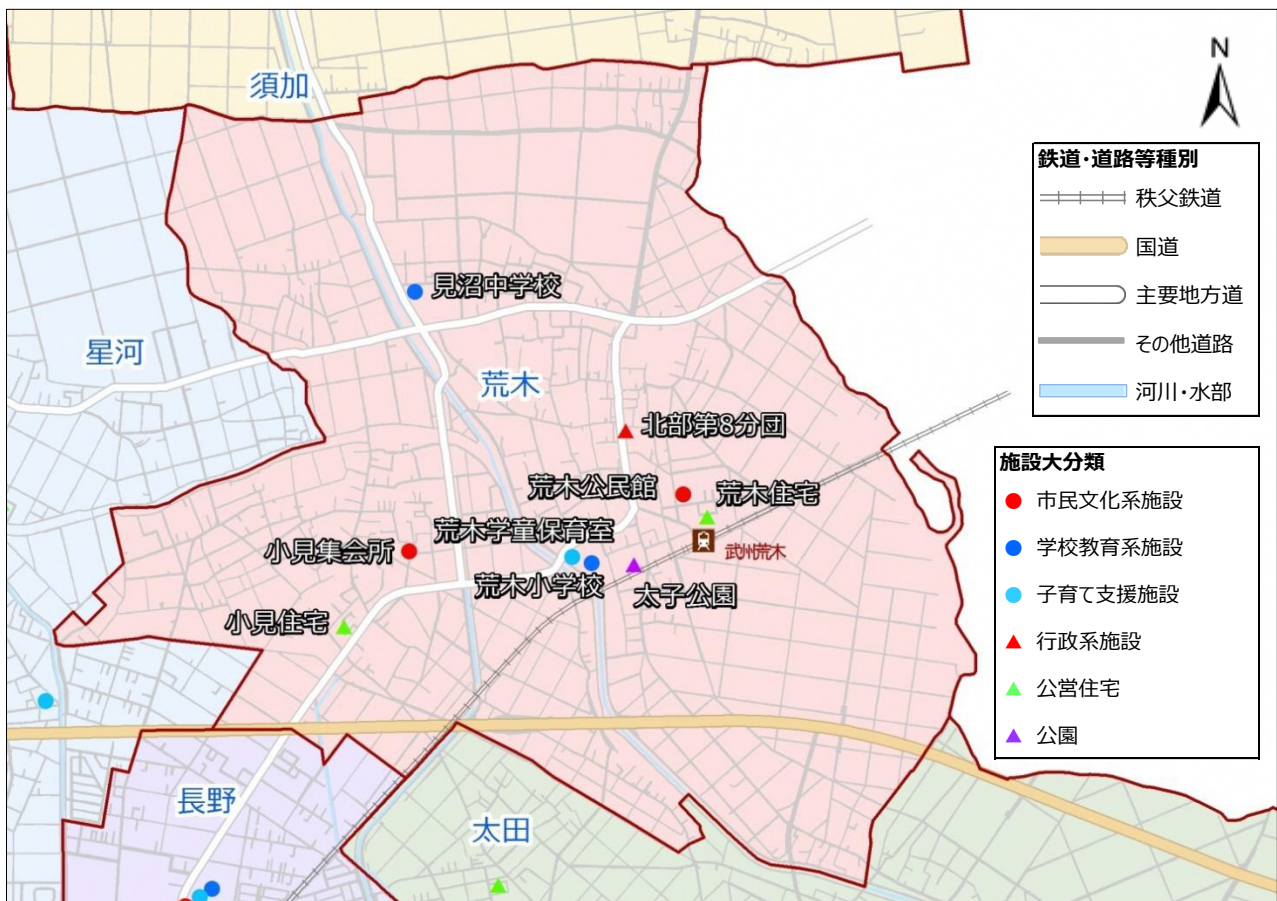 須加
N
鉄道・道路等種別
秩父鉄道
国道
主要地方道
その他道路
河川・水部
見沼中学校
星河
荒木
北部第8分団
荒木公民館
荒木住宅
荒木学童保育室
小見集会所
武州荒木
荒木小学校
太子公園
小見住宅
長野
太田
施設大分類
市民文化系施設
学校教育系施設
子育て支援施設
行政系施設
公営住宅
公園